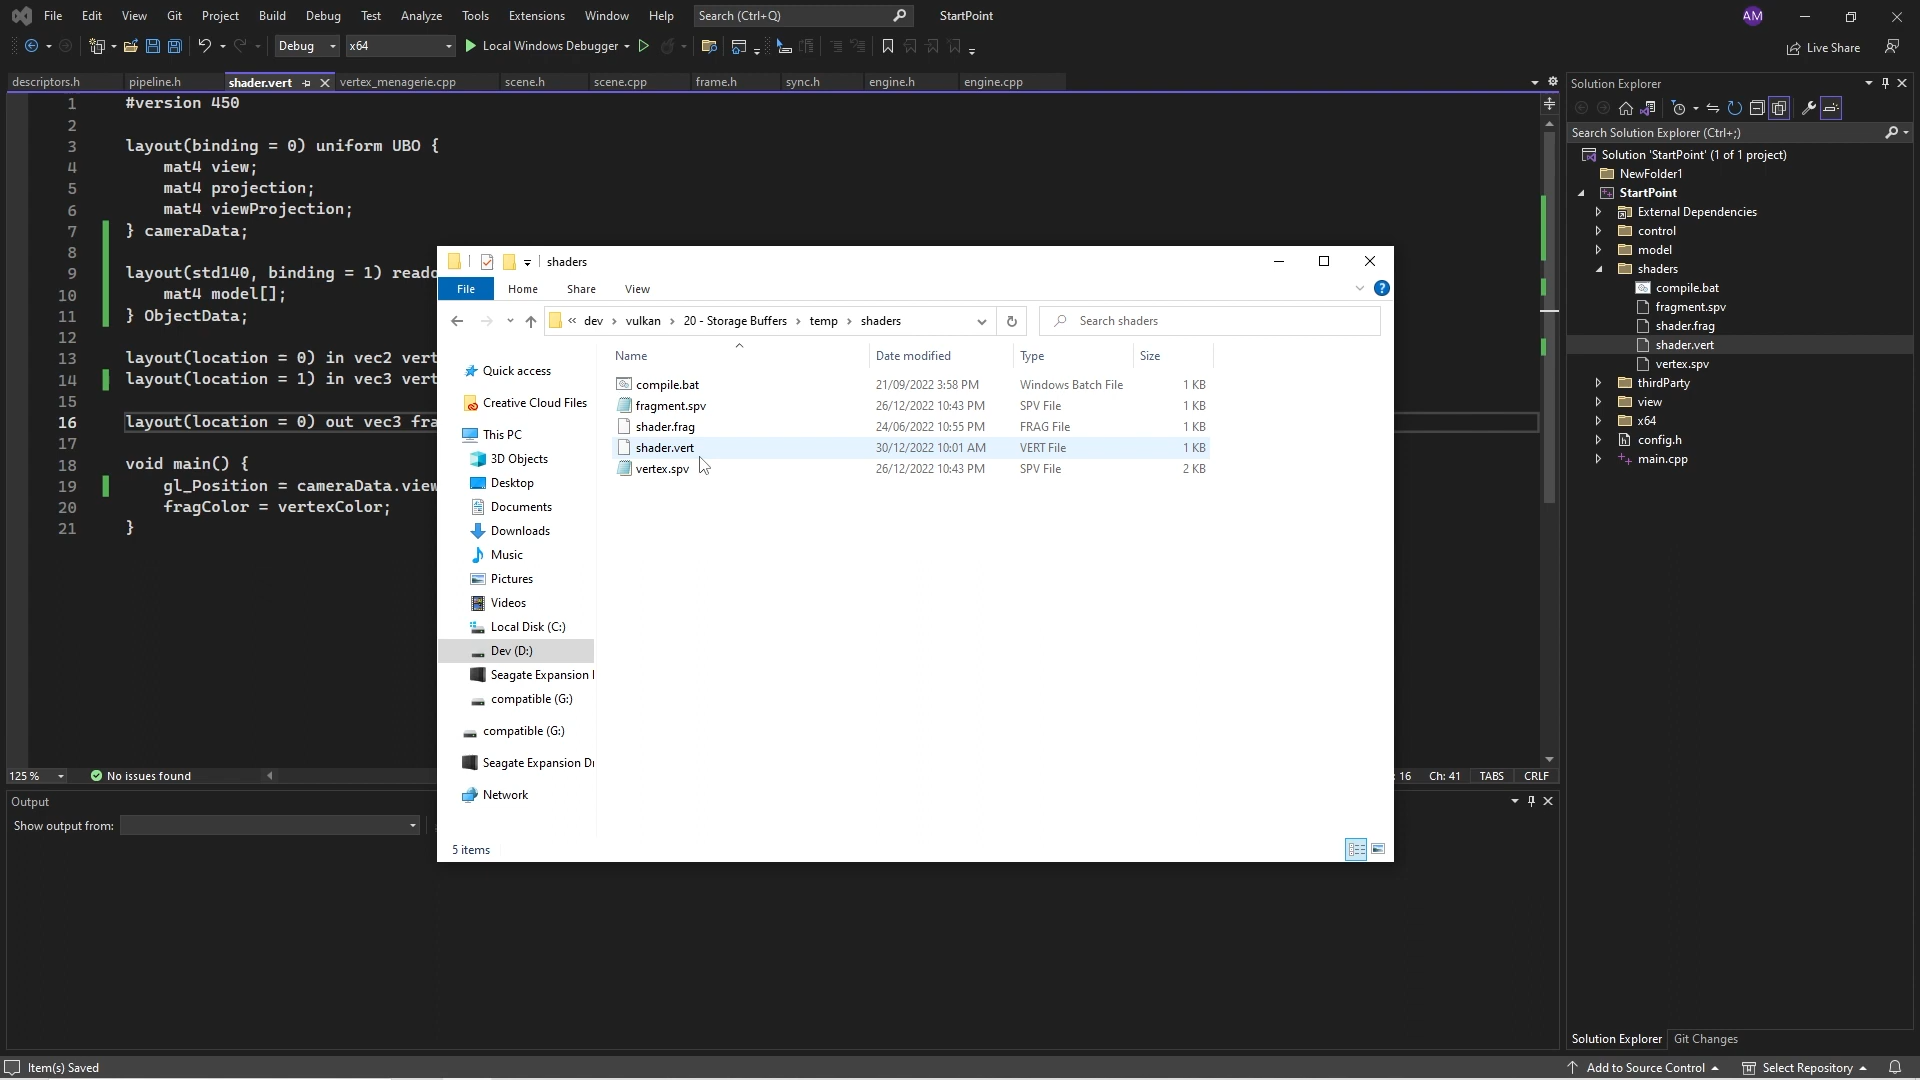 File Edit View Git Project Build Debug Test Analyze Tools Extensions Window Help Search (Ctrl+Q) StartPoint AM
Debug x64 Local Windows Debugger Live Share
descriptors.h pipeline.h shader.vert vertex_menagerie.cpp scene.h scene.cpp frame.h sync.h engine.h engine.cpp
1 #version 450
2
3 layout(binding = 0) uniform UBO {
4 mat4 view;
5 mat4 projection;
6 mat4 viewProjection;
7 } cameraData;
8
9 layout(std140, binding = 1) reado
10 mat4 model[];
11 } ObjectData;
12
13 layout(location = 0) in vec2 vert
14 layout(location = 1) in vec3 vert
15
16 layout(location = 0) out vec3 fra
17
18 void main() {
19 gl_Position = cameraData.view
20 fragColor = vertexColor;
21 }
125 % No issues found : 16 Ch: 41 TABS CRLF
Output
Show output from:
shaders
File Home Share View
« dev › vulkan › 20 - Storage Buffers › temp › shaders Search shaders
Quick access
Creative Cloud Files
This PC
3D Objects
Desktop
Documents
Downloads
Music
Pictures
Videos
Local Disk (C:)
Dev (D:)
Seagate Expansion
compatible (G:)
compatible (G:)
Seagate Expansion Dr
Network
Name Date modified Type Size
compile.bat 21/09/2022 3:58 PM Windows Batch File 1 KB
fragment.spv 26/12/2022 10:43 PM SPV File 1 KB
shader.frag 24/06/2022 10:55 PM FRAG File 1 KB
shader.vert 30/12/2022 10:01 AM VERT File 1 KB
vertex.spv 26/12/2022 10:43 PM SPV File 2 KB
5 items
Solution Explorer
Search Solution Explorer (Ctrl+;)
Solution 'StartPoint' (1 of 1 project)
NewFolder1
StartPoint
External Dependencies
control
model
shaders
compile.bat
fragment.spv
shader.frag
shader.vert
vertex.spv
thirdParty
view
x64
config.h
main.cpp
Solution Explorer Git Changes
Item(s) Saved Add to Source Control Select Repository